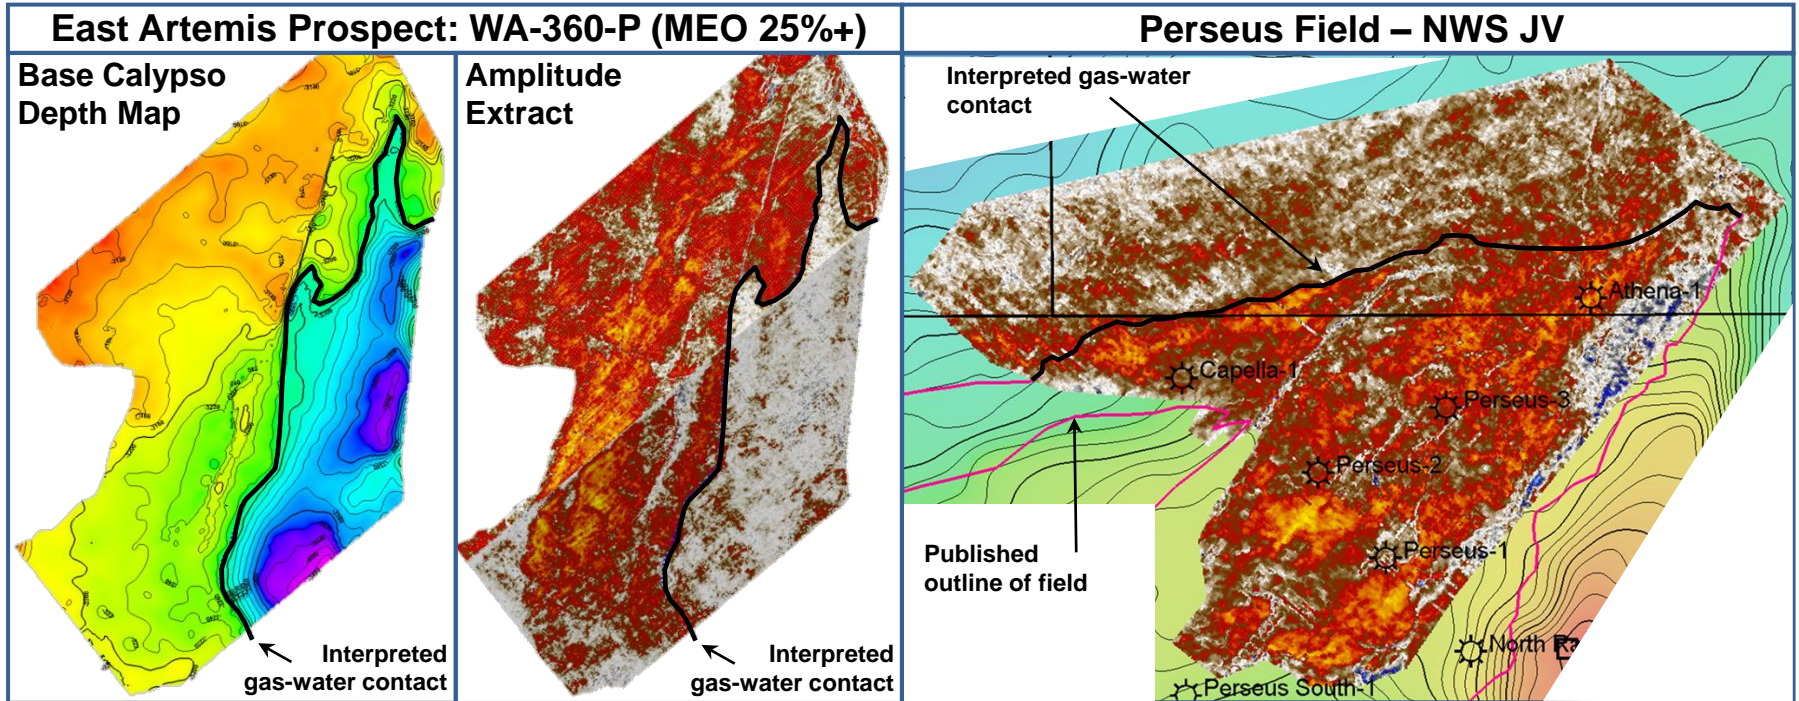 East Artemis Prospect: WA-360-P (MEO 25%+)
Perseus Field – NWS JV
Base Calypso
Depth Map
Interpreted
gas-water contact
Amplitude
Extract
Interpreted
gas-water contact
Interpreted gas-water
contact
Athena-1
Capella-1
Perseus-3
Perseus-2
Published
outline of field
Perseus-1
North Ra
Perseus South-1